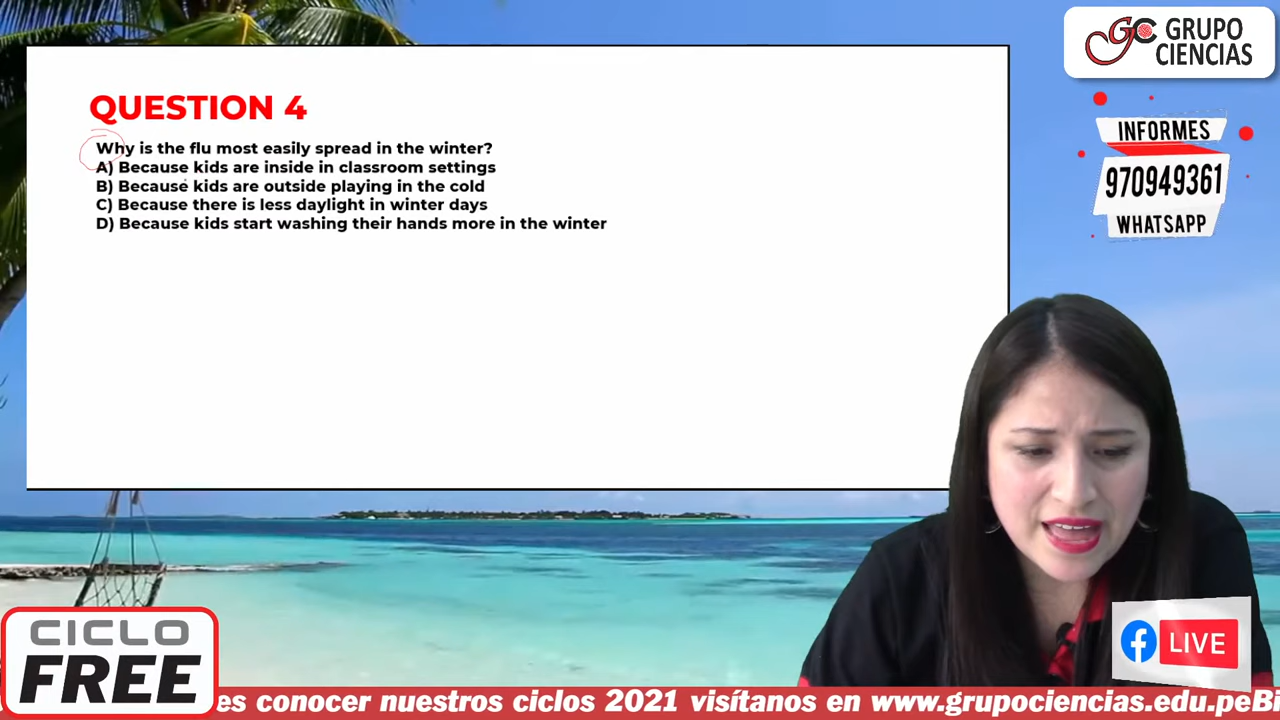 GRUPO
CIENCIAS
QUESTION 4
INFORMES
Why is the flu most easily spread in the winter?
A) Because kids are inside in classroom settings
970949361
B) Because kids are outside playing in the cold
C) Because there is less daylight in winter days
D) Because kids start washing their hands more in the winter
WHATSAPP
CICLO
FREE
LIVE
es conocer nuestros ciclos 2021 visítanos en www.grupociencias.edu.peBi